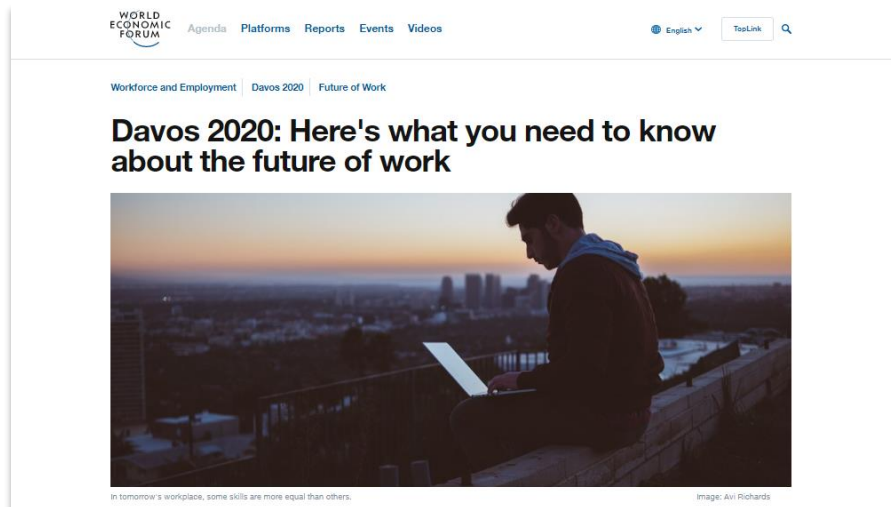 WORLD
ECONOMIC
FORUM
Agenda Platforms Reports Events Videos English TopLink
Workforce and Employment Davos 2020 Future of Work
Davos 2020: Here's what you need to know
about the future of work
In tomorrow's workplace, some skills are more equal than others. Image: Avi Richards